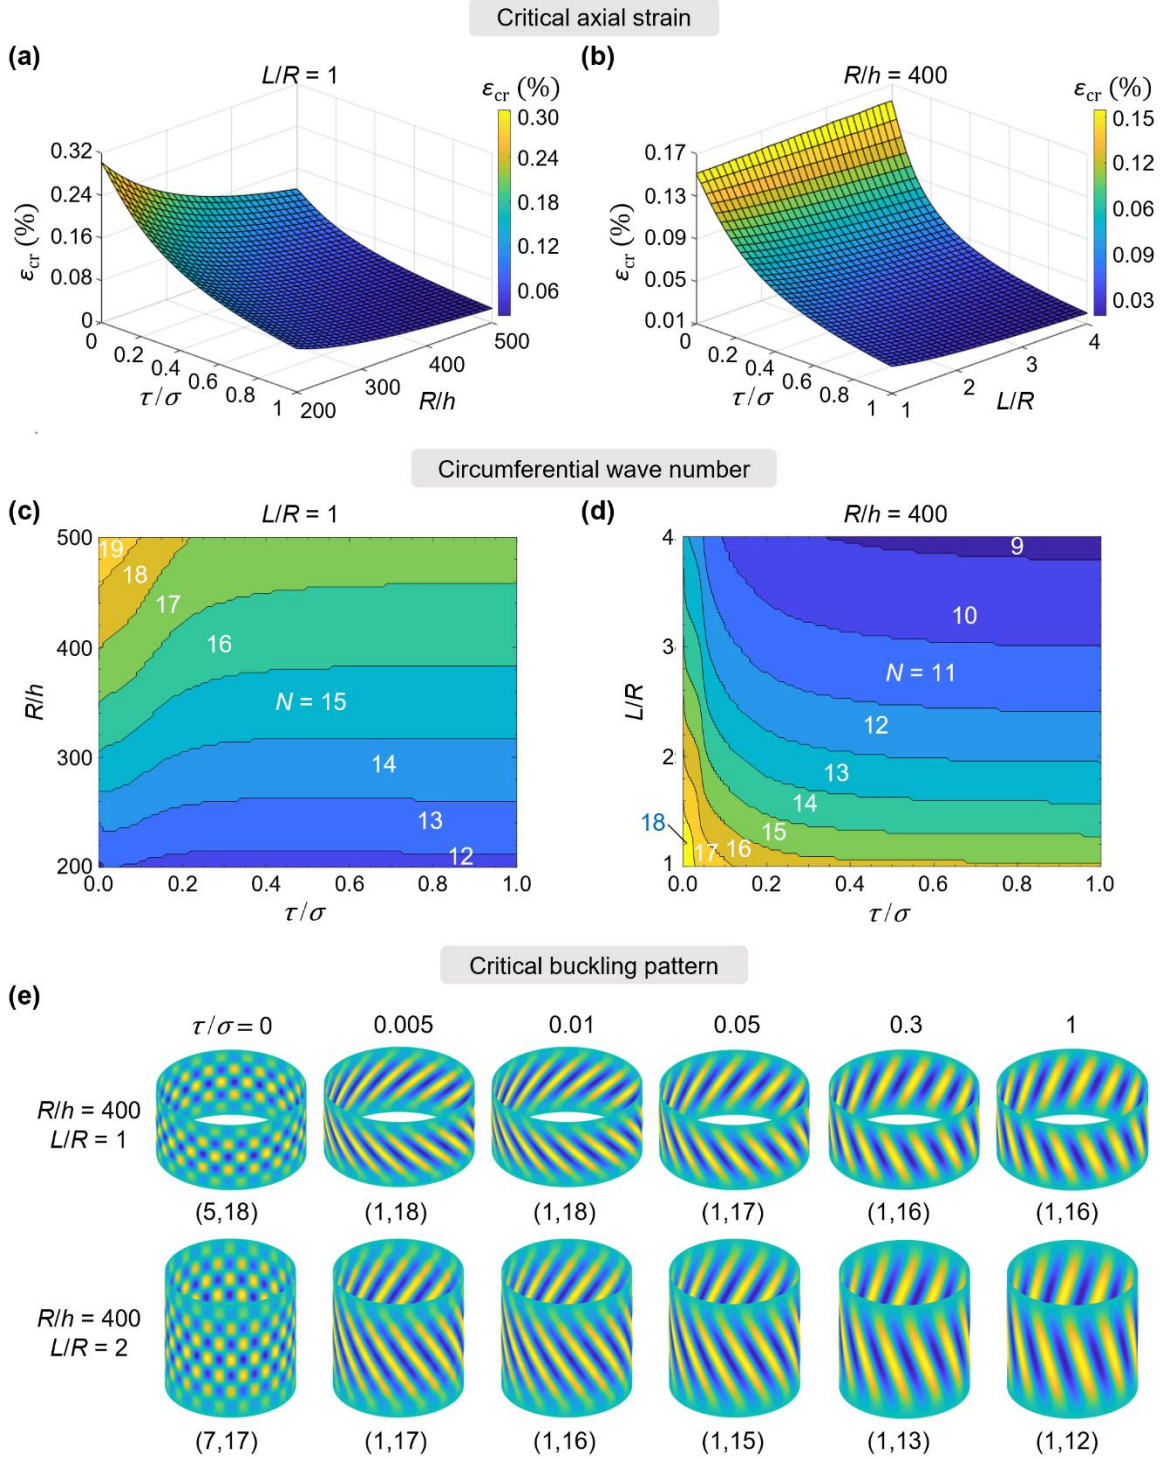 Critical axial strain
(a)
L/R = 1
εcr (%)
0.30
0.24
0.18
0.12
0.06
0.32
0.24
0.16
0.08
0
εcr (%)
0
0.2
0.4
0.6
0.8
1
τ/σ
200
300
400
500
R/h
(b)
R/h = 400
εcr (%)
0.15
0.12
0.06
0.09
0.03
0.17
0.13
0.09
0.05
0.01
εcr (%)
0
0.2
0.4
0.6
0.8
1
τ/σ
1
2
3
4
L/R
Circumferential wave number
(c)
L/R = 1
500
400
300
200
R/h
19
18
17
16
N = 15
14
13
12
0.0 0.2 0.4 0.6 0.8 1.0
τ/σ
(d)
R/h = 400
4
3
2
1
L/R
9
10
N = 11
12
13
14
15
16
17
18
0.0 0.2 0.4 0.6 0.8 1.0
τ/σ
Critical buckling pattern
(e)
τ/σ = 0 0.005 0.01 0.05 0.3 1
R/h = 400
L/R = 1
(5,18) (1,18) (1,18) (1,17) (1,16) (1,16)
R/h = 400
L/R = 2
(7,17) (1,17) (1,16) (1,15) (1,13) (1,12)